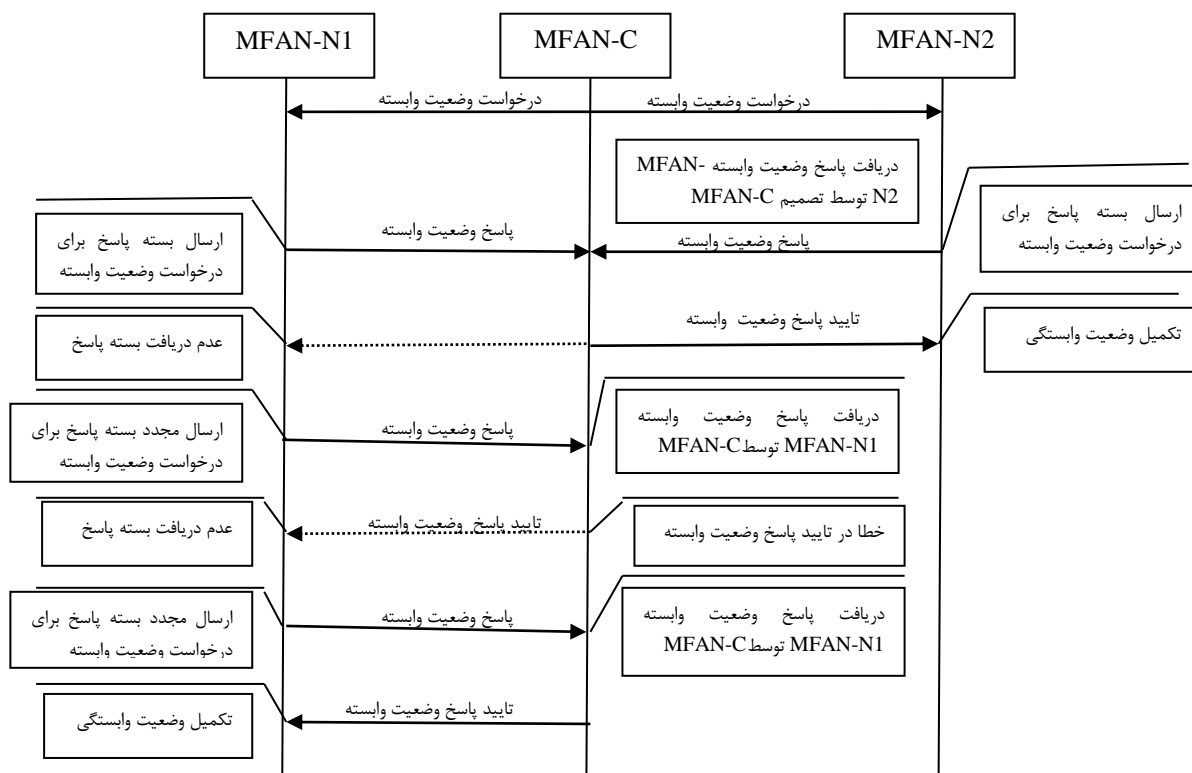 MFAN-N1
MFAN-C
MFAN-N2
درخواست وضعیت وابسته
درخواست وضعیت وابسته
دریافت پاسخ وضعیت وابسته MFAN-
N2 توسط تصمیم MFAN-C
ارسال بسته پاسخ برای
درخواست وضعیت وابسته
پاسخ وضعیت وابسته
پاسخ وضعیت وابسته
ارسال بسته پاسخ برای
درخواست وضعیت وابسته
عدم دریافت بسته پاسخ
تایید پاسخ وضعیت وابسته
تکمیل وضعیت وابستگی
ارسال مجدد بسته پاسخ برای
درخواست وضعیت وابسته
پاسخ وضعیت وابسته
دریافت پاسخ وضعیت وابسته
MFAN-N1 توسط MFAN-C
عدم دریافت بسته پاسخ
تایید پاسخ وضعیت وابسته
خطا در تایید پاسخ وضعیت وابسته
ارسال مجدد بسته پاسخ برای
درخواست وضعیت وابسته
پاسخ وضعیت وابسته
دریافت پاسخ وضعیت وابسته
MFAN-N1 توسط MFAN-C
تکمیل وضعیت وابستگی
تایید پاسخ وضعیت وابسته